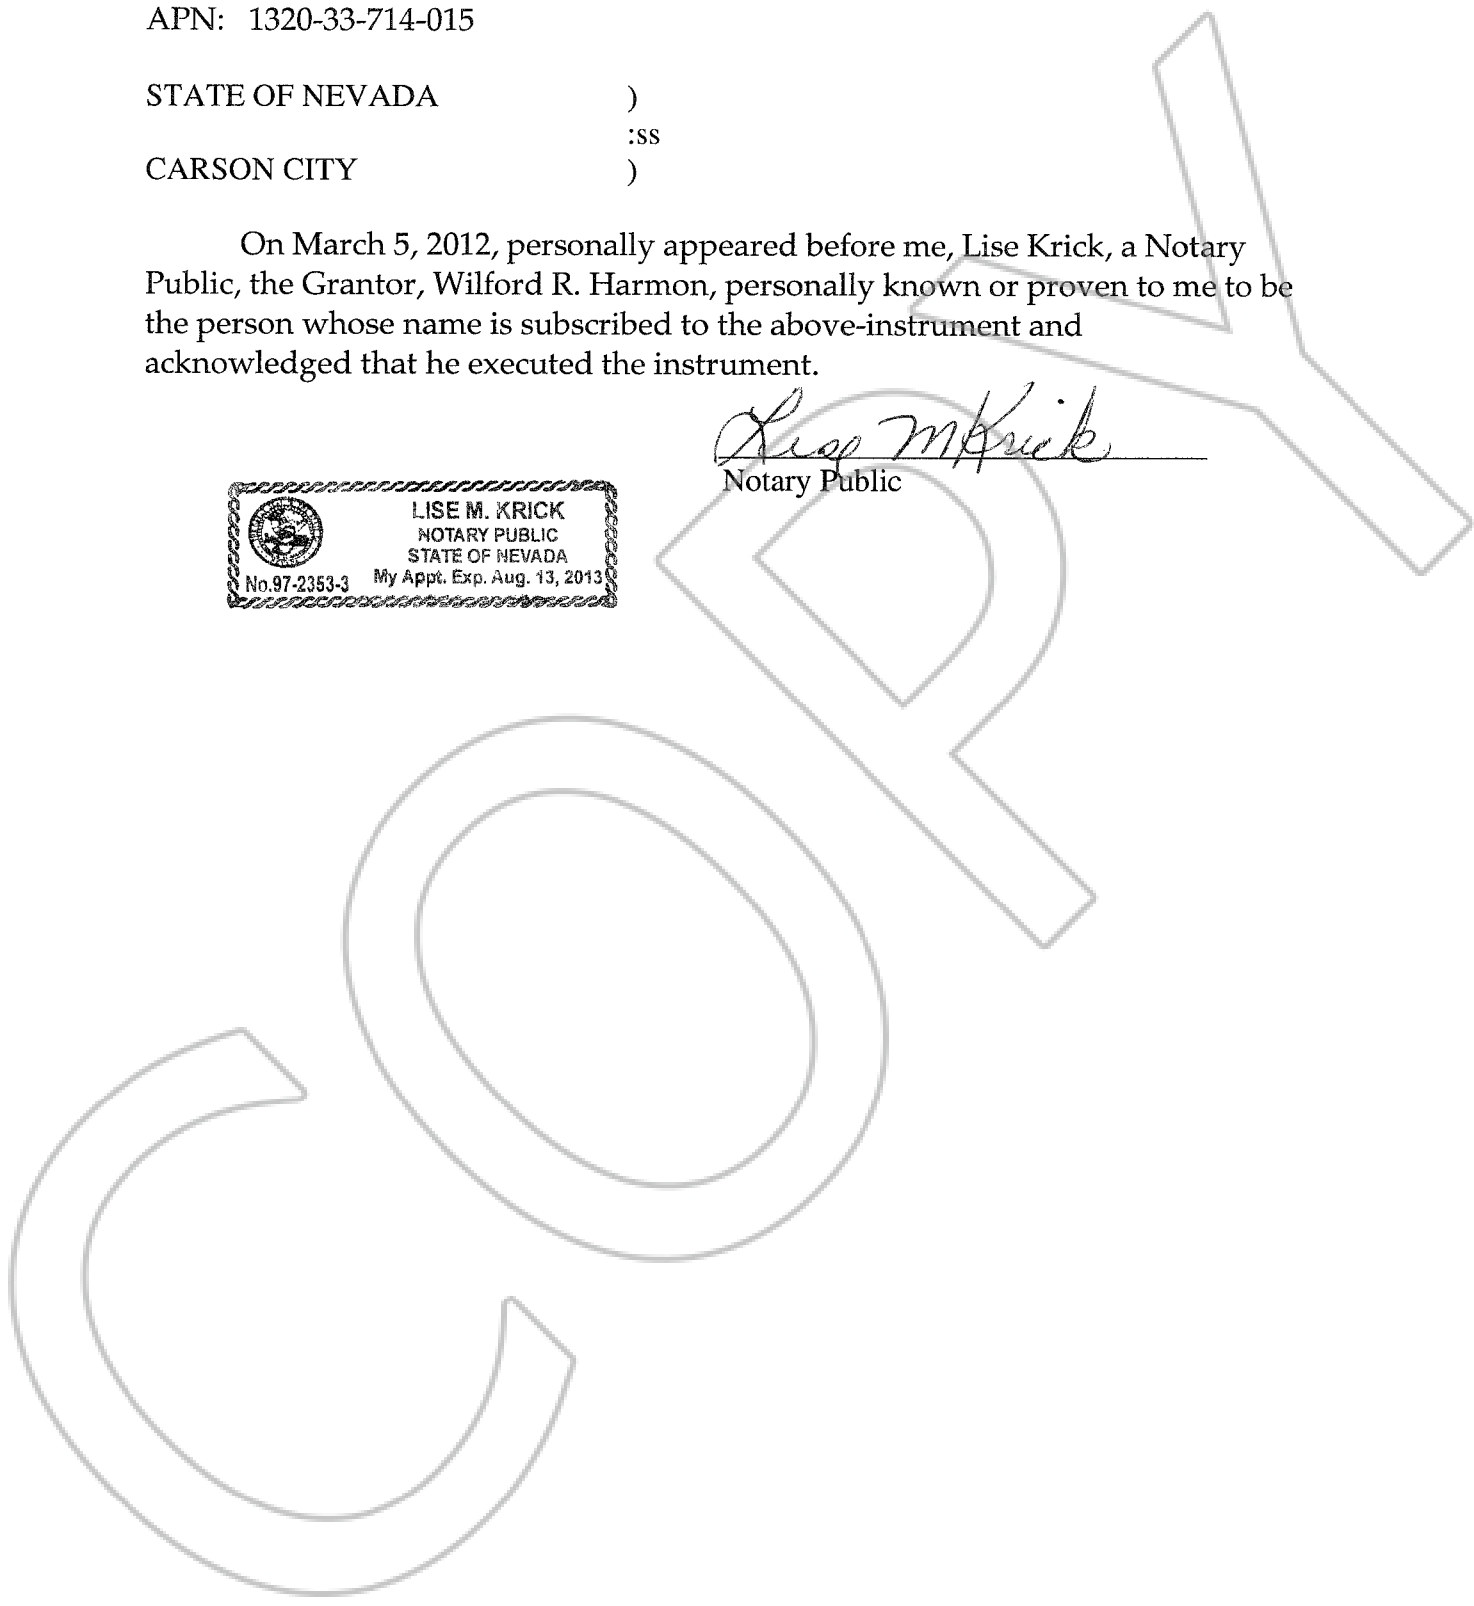 APN: 1320-33-714-015
STATE OF NEVADA )
:ss
CARSON CITY )
On March 5, 2012, personally appeared before me, Lise Krick, a Notary
Public, the Grantor, Wilford R. Harmon, personally known or proven to me to be
the person whose name is subscribed to the above-instrument and
acknowledged that he executed the instrument.
Lise M Krick
Notary Public
LISE M. KRICK
NOTARY PUBLIC
STATE OF NEVADA
No.97-2353-3 My Appt. Exp. Aug. 13, 2013
COPY